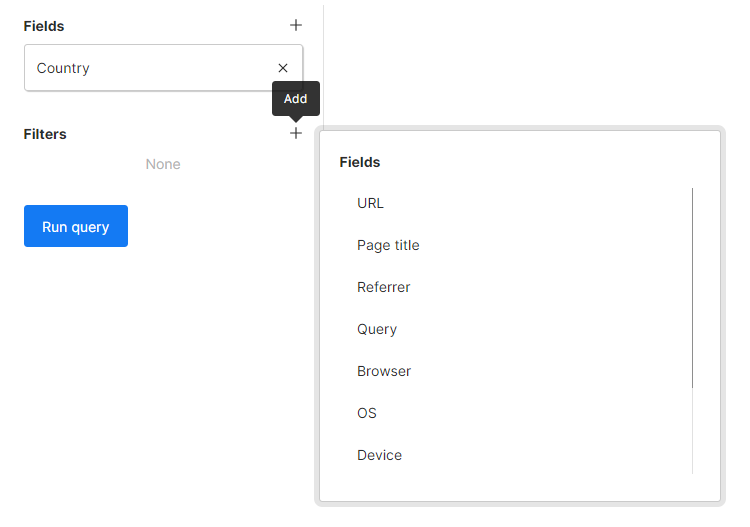 Fields
Country
Add
Filters
None
Run query
Fields
URL
Page title
Referrer
Query
Browser
OS
Device